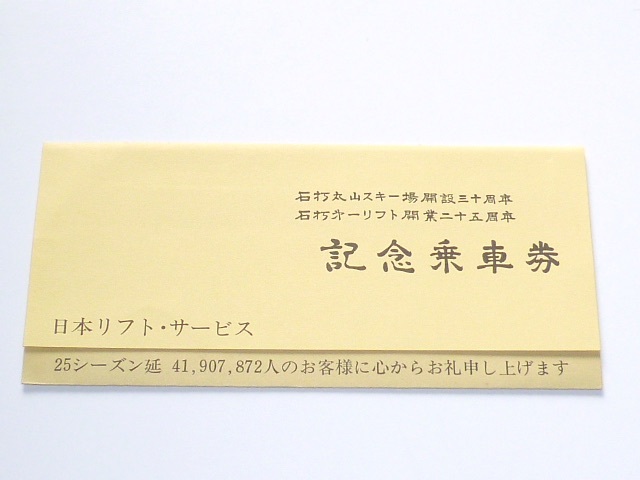 石打丸山スキー場開設三十周年
石打第一リフト開業二十五周年
記念乗車券
日本リフト・サービス
25シーズン延 41,907,872人のお客様に心からお礼申し上げます